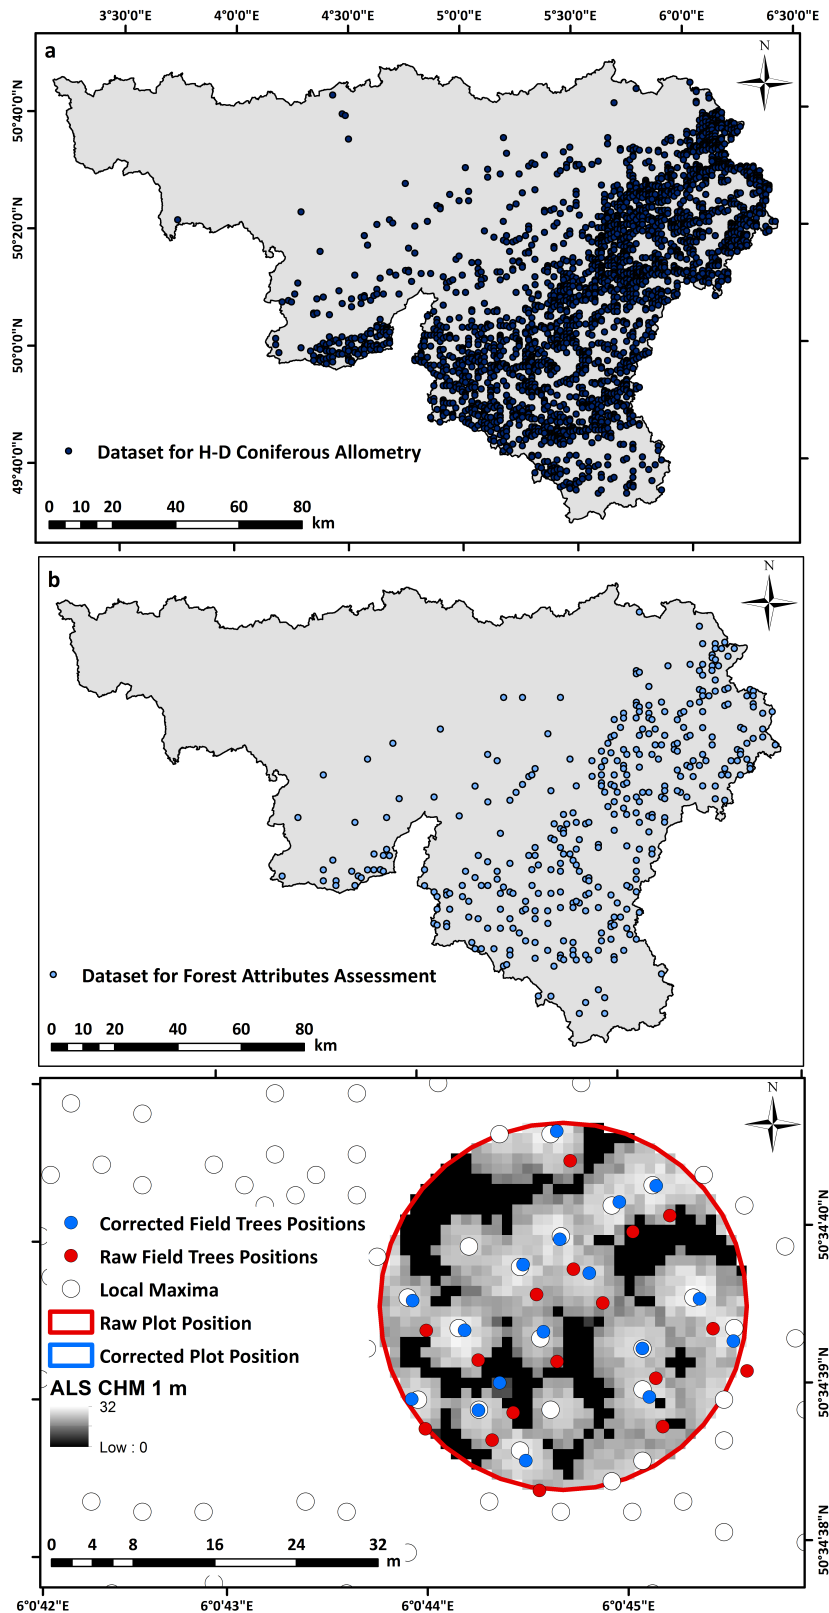 3°30'0"E 4°0'0"E 4°30'0"E 5°0'0"E 5°30'0"E 6°0'0"E 6°30'0"E
a
N
50°40'0"N
50°20'0"N
50°0'0"N
49°40'0"N
Dataset for H-D Coniferous Allometry
0 10 20 40 60 80
km
b
N
Dataset for Forest Attributes Assessment
0 10 20 40 60 80
km
N
Corrected Field Trees Positions
Raw Field Trees Positions
Local Maxima
Raw Plot Position
Corrected Plot Position
ALS CHM 1 m
32
Low : 0
50°34'40"N
50°34'39"N
50°34'38"N
0 4 8 16 24 32
m
6°0'42"E 6°0'43"E 6°0'44"E 6°0'45"E